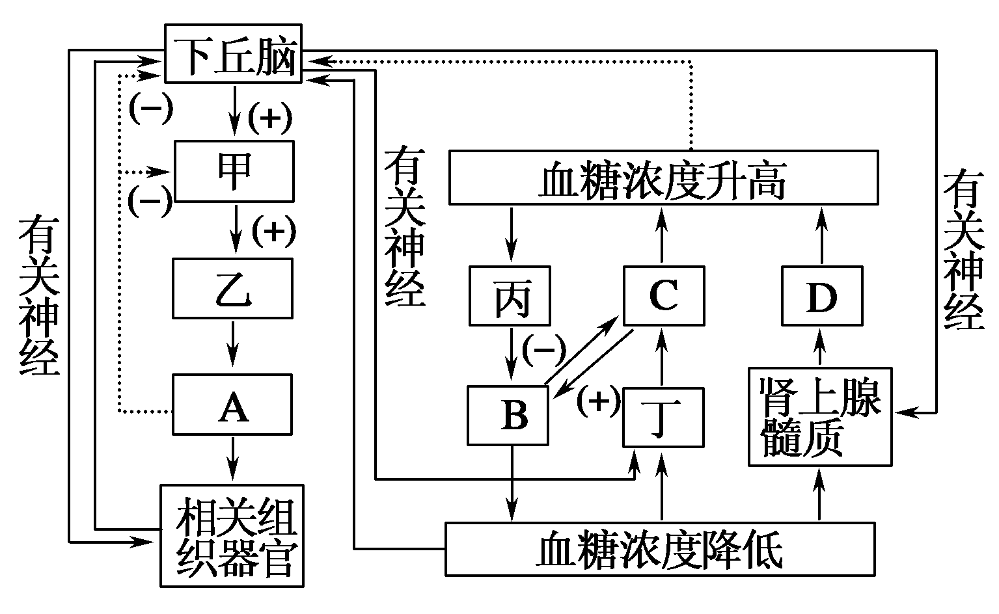 下丘脑
(−)
(+)
甲
(−)
(+)
乙
A
相关组
织器官
有关神经
有关神经
血糖浓度升高
丙
C
D
(−)
(+)
B
丁
肾上腺
髓质
有关神经
血糖浓度降低